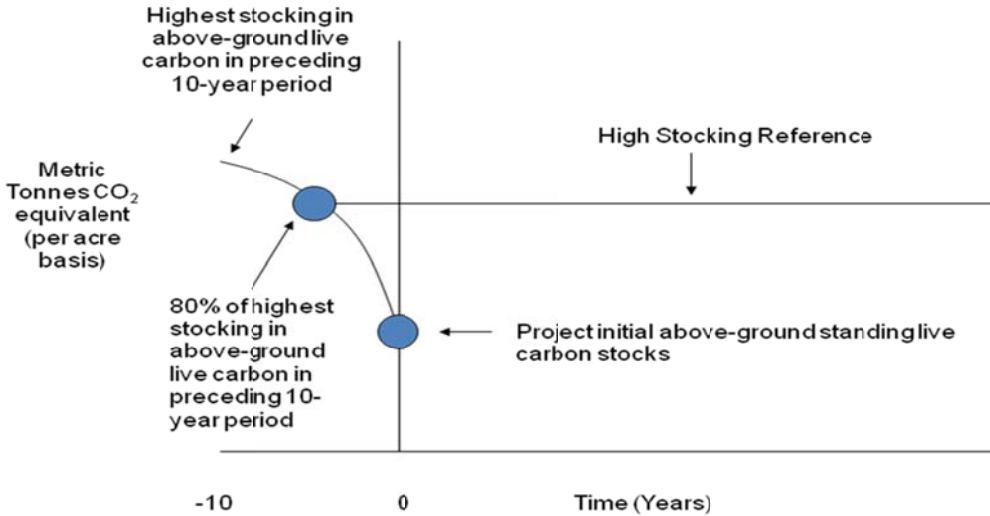 Highest stocking in
above-ground live
carbon in preceding
10-year period
High Stocking Reference
Metric
Tonnes CO₂
equivalent
(per acre
basis)
80% of highest
stocking in
above-ground
live carbon in
preceding 10-
year period
Project initial above-ground standing live
carbon stocks
-10
0
Time (Years)